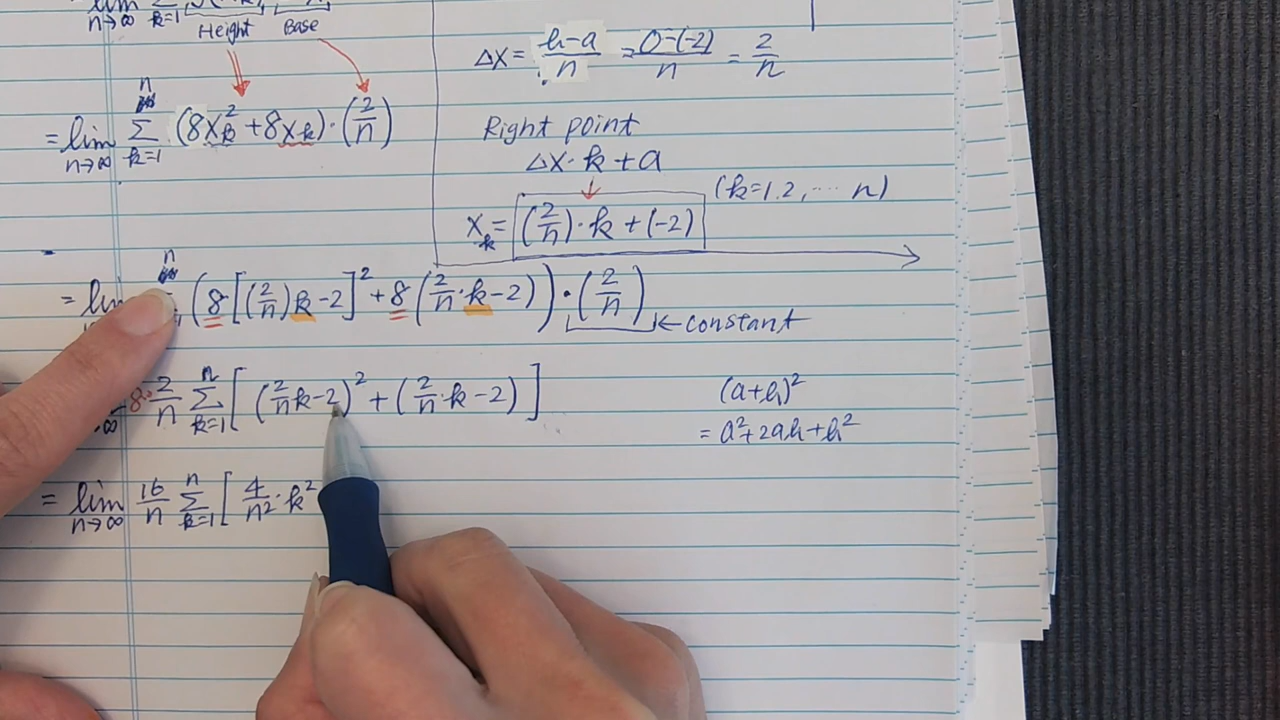 lim n→∞ Σ k=1
Height Base
= lim n→∞ n Σ k=1 (8x_k² + 8x_k) · (2/n)
Δx = b-a/n = 0-(-2)/n = 2/n
Right point
Δx · k + a
x_k = (2/n) · k + (-2) (k=1.2, ⋯ n)
= lim n Σ (8[(2/n)k - 2]² + 8(2/n · k - 2)) · (2/n)
← constant
8 · 2/n n Σ k=1 [(2/n k - 2)² + (2/n · k - 2)]
(a+b)²
= a² + 2ab + b²
= lim n→∞ 16/n n Σ k=1 [4/n² · k²